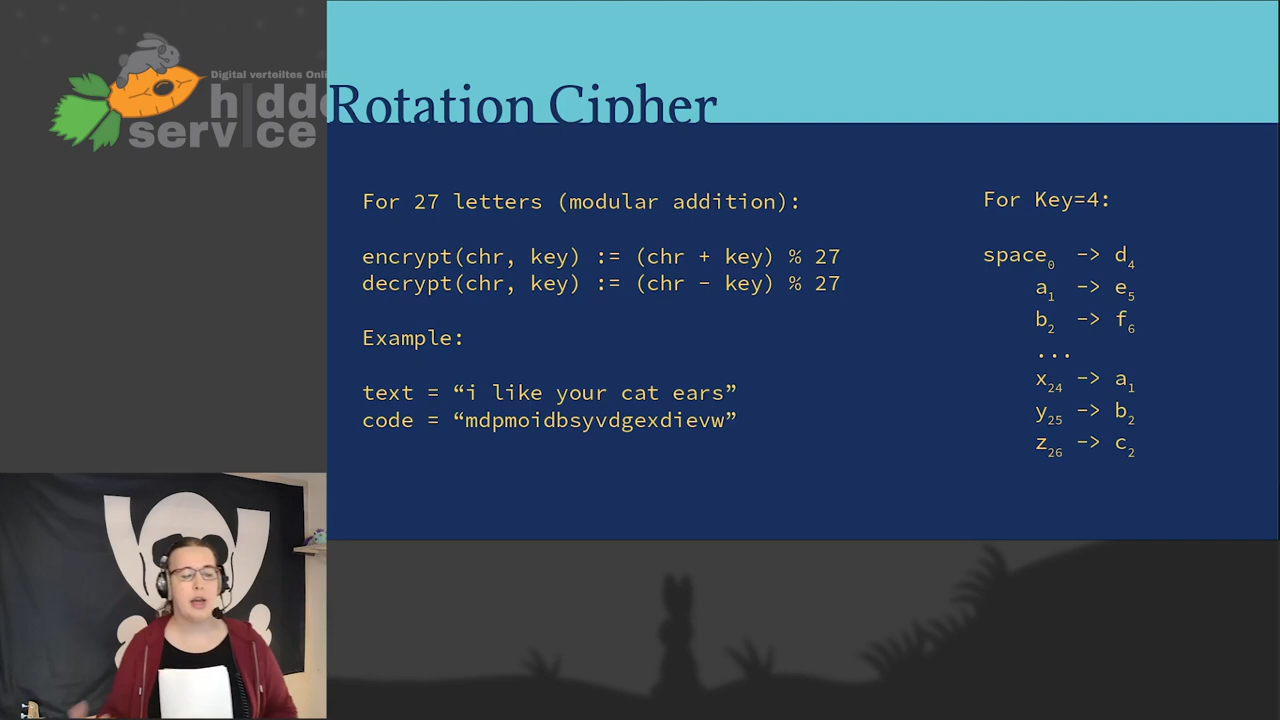 Digital verteiltes Onli
h|dde
serv|ce
Rotation Cipher
For 27 letters (modular addition):
encrypt(chr, key) := (chr + key) % 27
decrypt(chr, key) := (chr - key) % 27
Example:
text = “i like your cat ears”
code = “mdpmoidbsyvdgexdievw”
For Key=4:
space₀ -> d₄
a₁ -> e₅
b₂ -> f₆
...
x₂₄ -> a₁
y₂₅ -> b₂
z₂₆ -> c₂